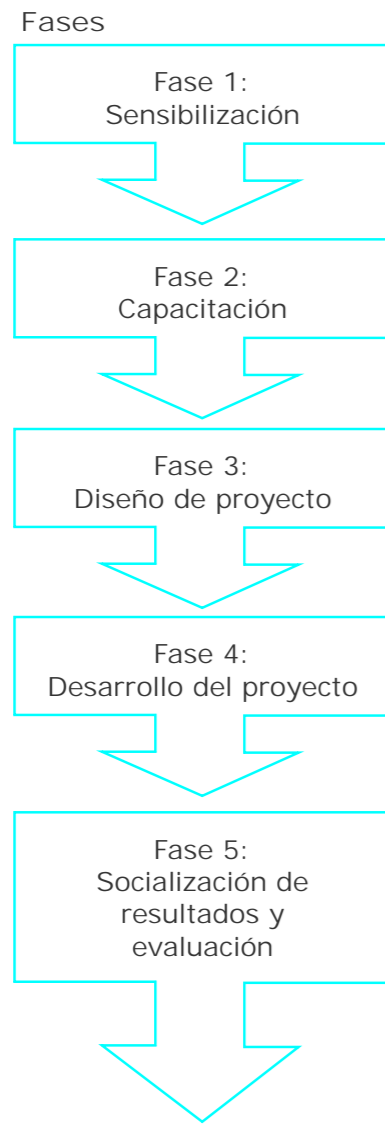 Fases
Fase 1:
Sensibilización
Fase 2:
Capacitación
Fase 3:
Diseño de proyecto
Fase 4:
Desarrollo del proyecto
Fase 5:
Socialización de
resultados y
evaluación